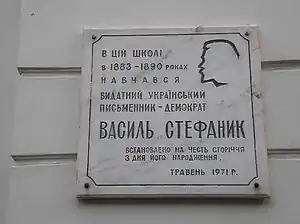 В ЦІЙ ШКОЛІ
В 1883-1890 РОКАХ
НАВЧАВСЯ
ВИДАТНИЙ УКРАЇНСЬКИЙ
ПИСЬМЕННИК-ДЕМОКРАТ
ВАСИЛЬ СТЕФАНИК
ВСТАНОВЛЕНО НА ЧЕСТЬ СТОРІЧЧЯ
З ДНЯ ЙОГО НАРОДЖЕННЯ.
ТРАВЕНЬ 1971 Р.